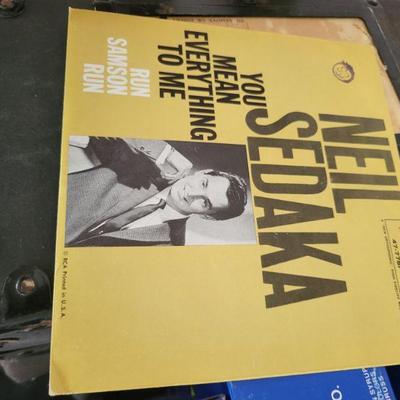 NEIL
SEDAKA
YOU
MEAN
EVERYTHING
TO ME
RUN
SAMSON
RUN
© RCA Printed in U.S.A.